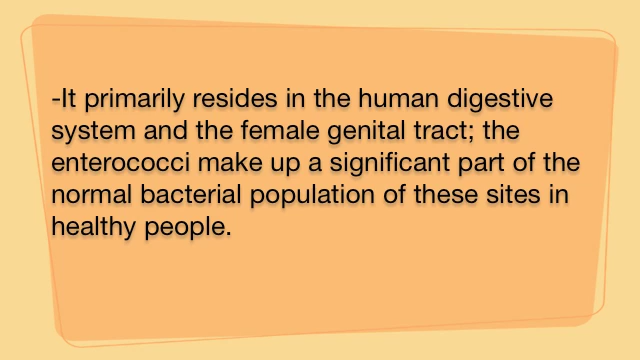 -It primarily resides in the human digestive
system and the female genital tract; the
enterococci make up a significant part of the
normal bacterial population of these sites in
healthy people.